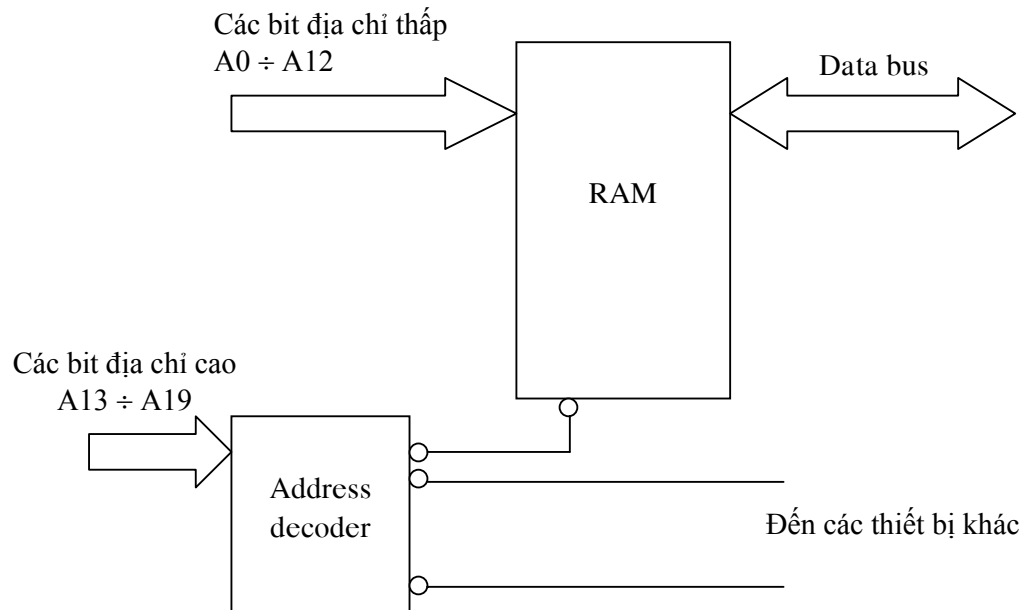 Các bit địa chỉ thấp
A0 ÷ A12
Data bus
RAM
Các bit địa chỉ cao
A13 ÷ A19
Address
decoder
Đến các thiết bị khác